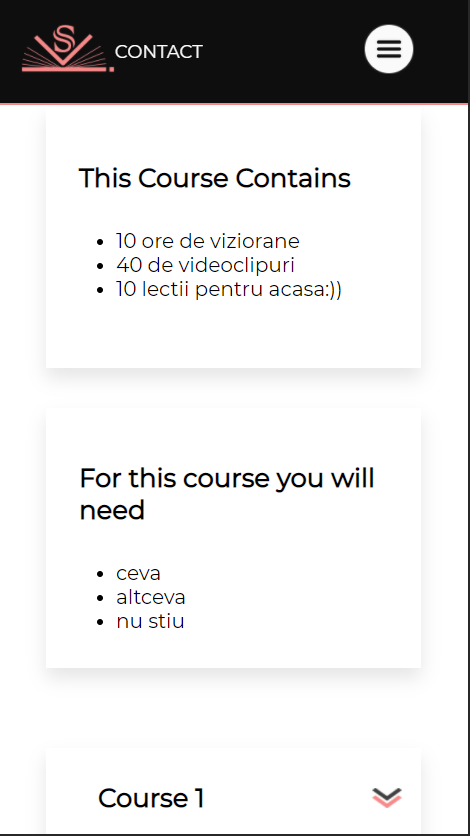 S
CONTACT
This Course Contains
10 ore de viziorane
40 de videoclipuri
10 lectii pentru acasa:))
For this course you will
need
ceva
altceva
nu stiu
Course 1